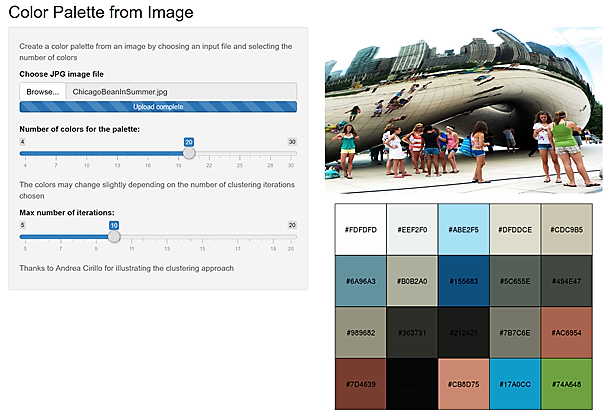 Color Palette from Image
Create a color palette from an image by choosing an input file and selecting the
number of colors
Choose JPG image file
Browse... ChicagoBeanInSummer.jpg
Upload complete
Number of colors for the palette:
4 20 30
4 7 10 13 16 19 22 25 28 30
The colors may change slightly depending on the number of clustering iterations
chosen
Max number of iterations:
5 10 20
5 7 9 11 13 15 17 19 20
Thanks to Andrea Cirillo for illustrating the clustering approach
#FDFDFD #EEF2F0 #ABE2F5 #DFDDCE #CDC9B5
#6A96A3 #B0B2A0 #155683 #5C655E #494E47
#989682 #363731 #212421 #7B7C6E #AC6954
#7D4639 #CB8D75 #17A0CC #74A648